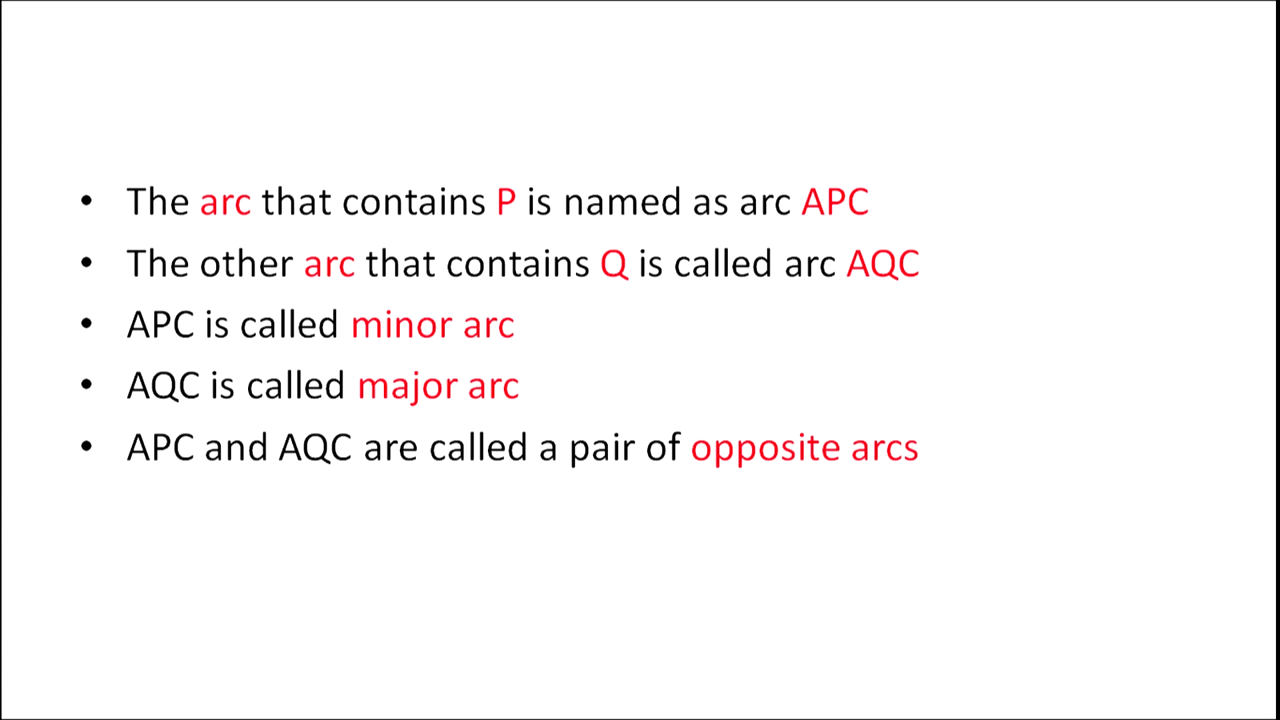 • The arc that contains P is named as arc APC
• The other arc that contains Q is called arc AQC
• APC is called minor arc
• AQC is called major arc
• APC and AQC are called a pair of opposite arcs